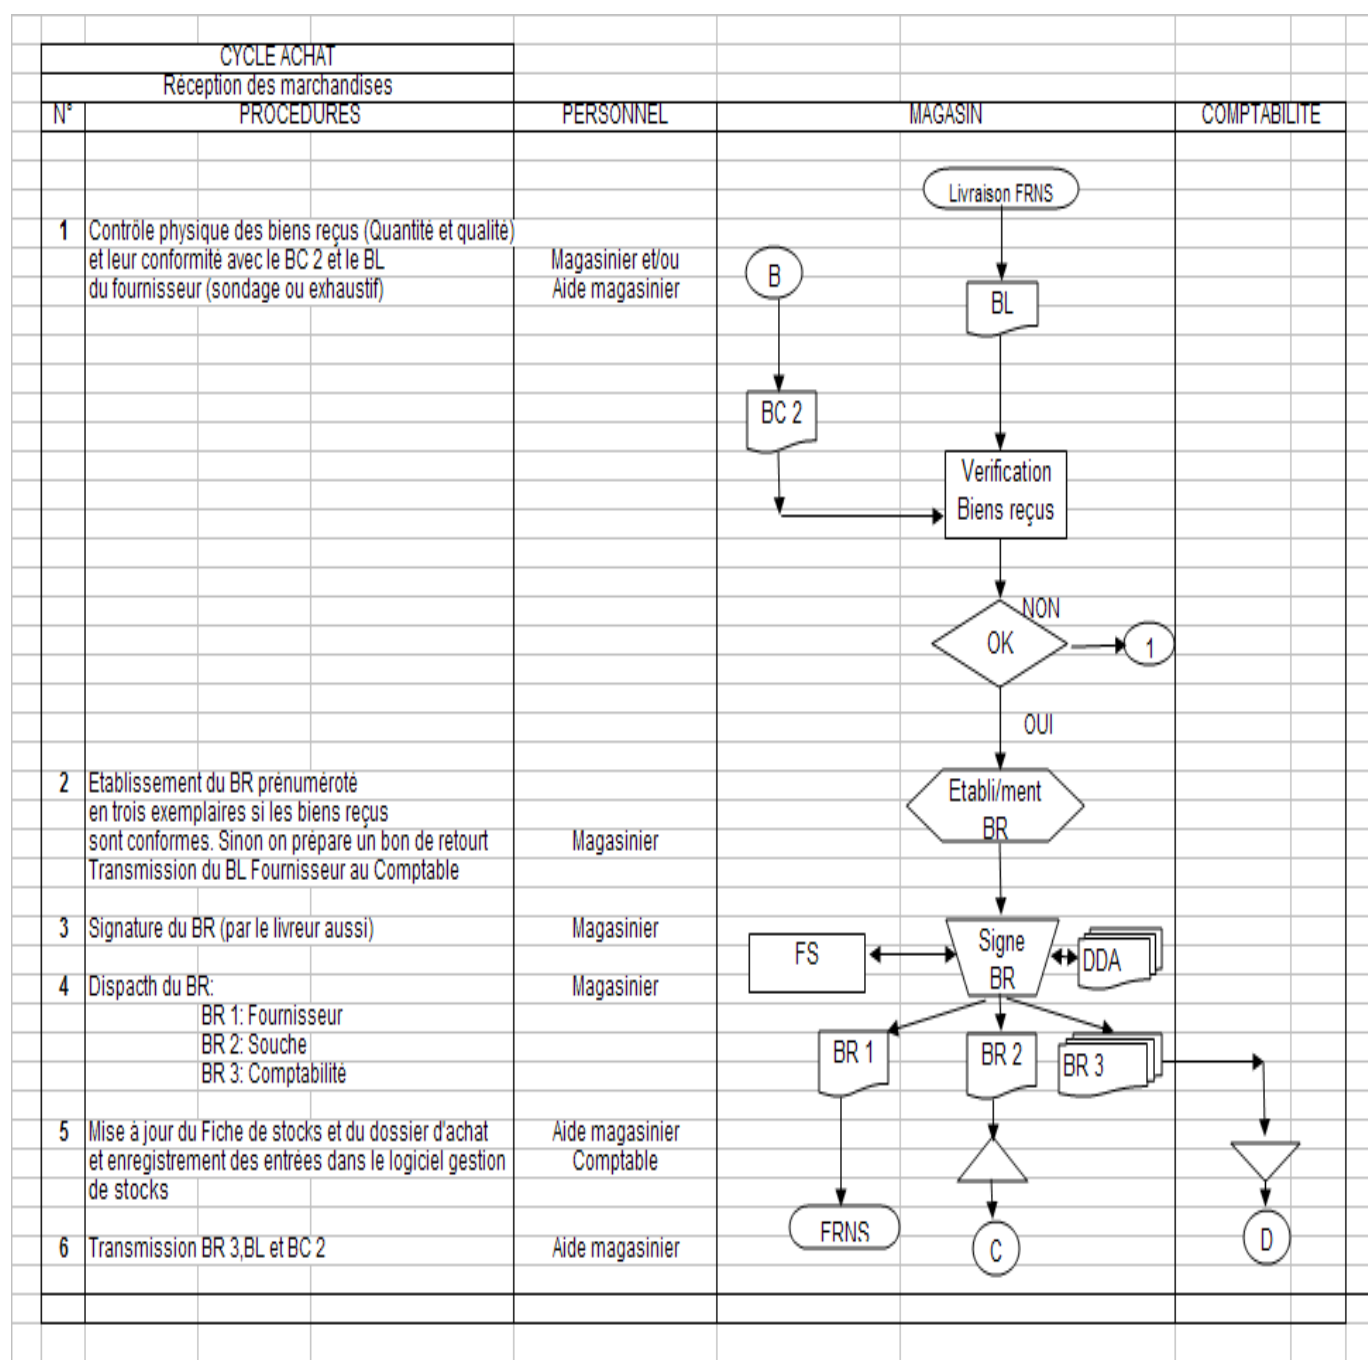 CYCLE ACHAT
Réception des marchandises
N° PROCEDURES PERSONNEL MAGASIN COMPTABILITE
Livraison FRNS
1 Contrôle physique des biens reçus (Quantité et qualité)
et leur conformité avec le BC 2 et le BL Magasinier et/ou
B
du fournisseur (sondage ou exhaustif) Aide magasinier
BL
BC 2
Verification
Biens reçus
NON
OK
1
OUI
2 Etablissement du BR prénuméroté
Etabli/ment
en trois exemplaires si les biens reçus
BR
sont conformes. Sinon on prépare un bon de retourt Magasinier
Transmission du BL Fournisseur au Comptable
3 Signature du BR (par le livreur aussi) Magasinier
Signe
FS
DDA
BR
4 Dispacth du BR: Magasinier
BR 1: Fournisseur
BR 2: Souche
BR 1 BR 2 BR 3
BR 3: Comptabilité
5 Mise à jour du Fiche de stocks et du dossier d'achat Aide magasinier
et enregistrement des entrées dans le logiciel gestion Comptable
de stocks
FRNS
6 Transmission BR 3,BL et BC 2 Aide magasinier
C
D